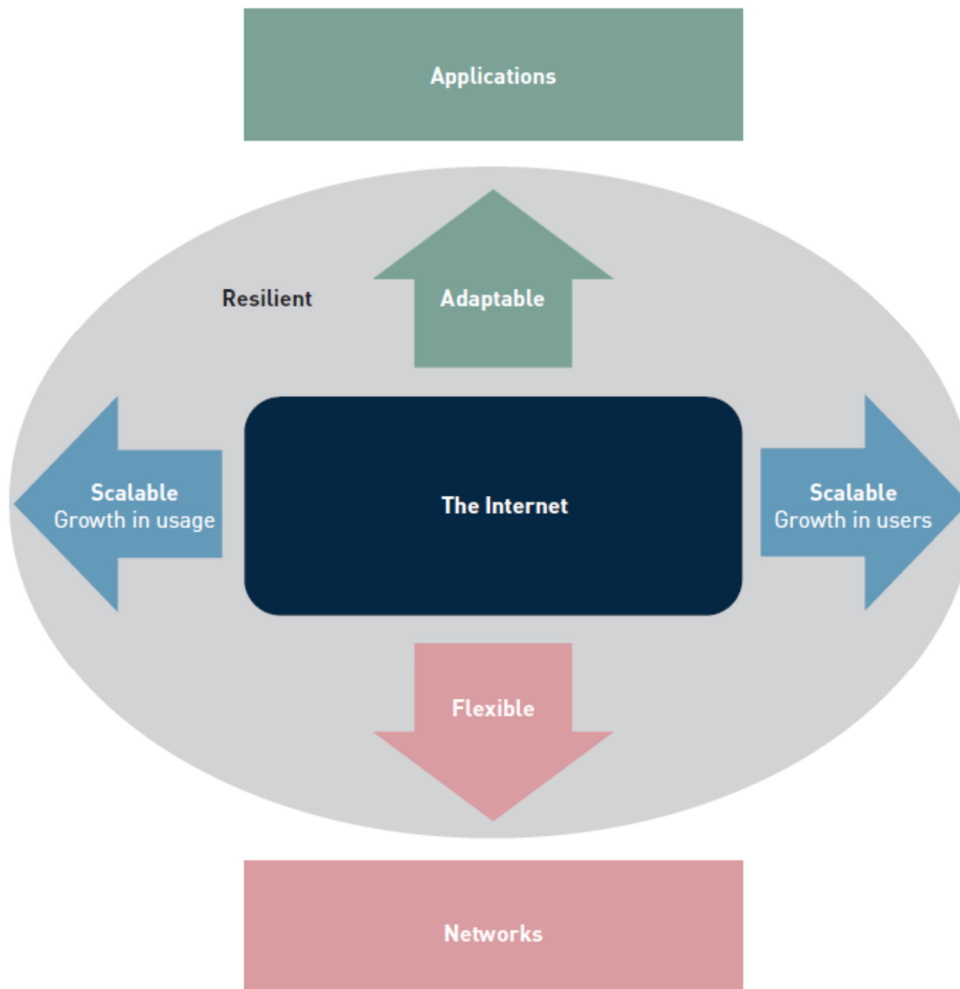 Applications
Resilient
Adaptable
Scalable
Growth in usage
The Internet
Scalable
Growth in users
Flexible
Networks